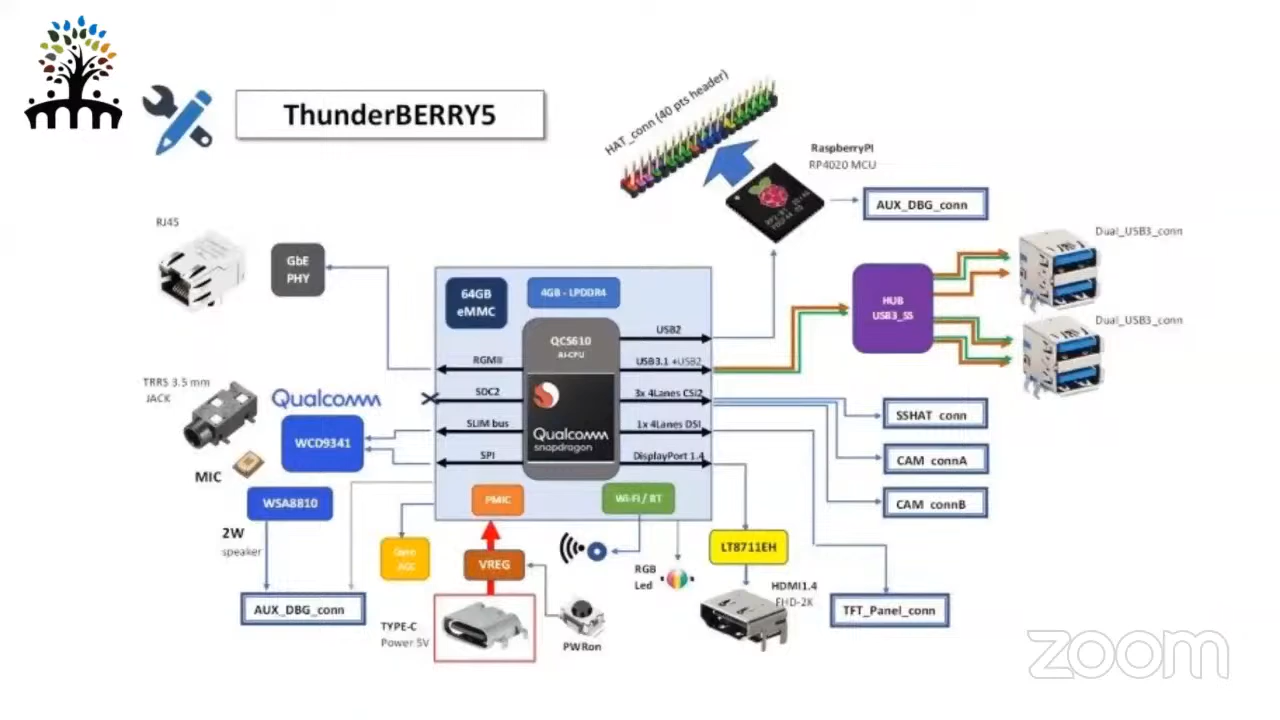 ThunderBERRY5
HAT_conn (40 pts header)
RaspberryPI
RP4020 MCU
AUX_DBG_conn
RJ45
GbE
PHY
64GB
eMMC
4GB - LPDDR4
HUB
USB3_SS
Dual_USB3_conn
Dual_USB3_conn
QCS610
AI-CPU
USB2
RGMII
USB3.1 +USB2
SDC2
3x 4Lanes CSI2
SLIM bus
1x 4Lanes DSI
SPI
DisplayPort 1.4
Qualcomm
snapdragon
TRRS 3.5 mm
JACK
Qualcomm
WCD9341
MIC
WSA8810
2W
speaker
AUX_DBG_conn
SSHAT_conn
CAM_connA
CAM_connB
PMIC
Wi-Fi / BT
VREG
RGB
Led
LT8711EH
HDMI1.4
FHD-2K
TFT_Panel_conn
TYPE-C
Power 5V
PWRon
zoom